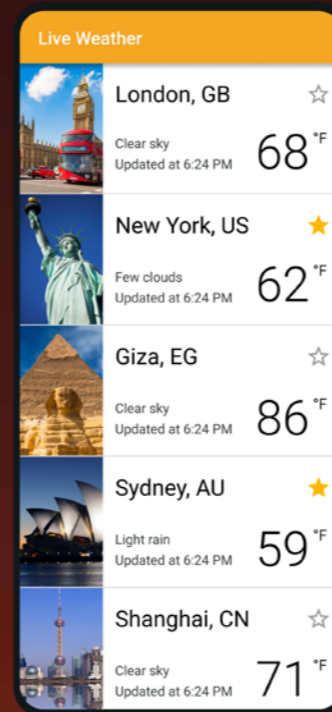 Live Weather
London, GB
Clear sky
Updated at 6:24 PM
68 °F
New York, US
Few clouds
Updated at 6:24 PM
62 °F
Giza, EG
Clear sky
Updated at 6:24 PM
86 °F
Sydney, AU
Light rain
Updated at 6:24 PM
59 °F
Shanghai, CN
Clear sky
Updated at 6:24 PM
71 °F